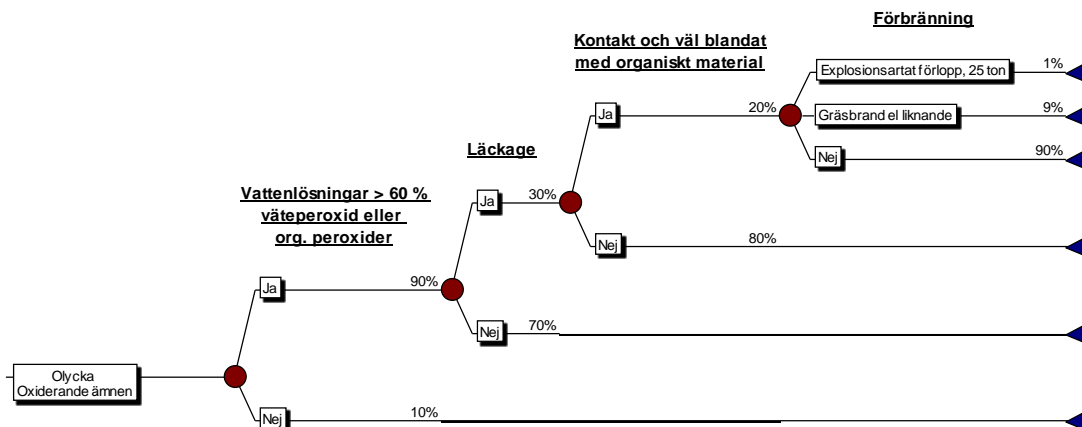 Förbränning
Kontakt och väl blandat
med organiskt material
Explosionsartat förlopp, 25 ton
1%
Ja
20%
Gräsbrand el liknande
9%
Läckage
Nej
90%
Vattenlösningar > 60 %
väteperoxid eller
org. peroxider
Ja
30%
Nej
80%
Ja
90%
Nej
70%
Olycka
Oxiderande ämnen
Nej
10%